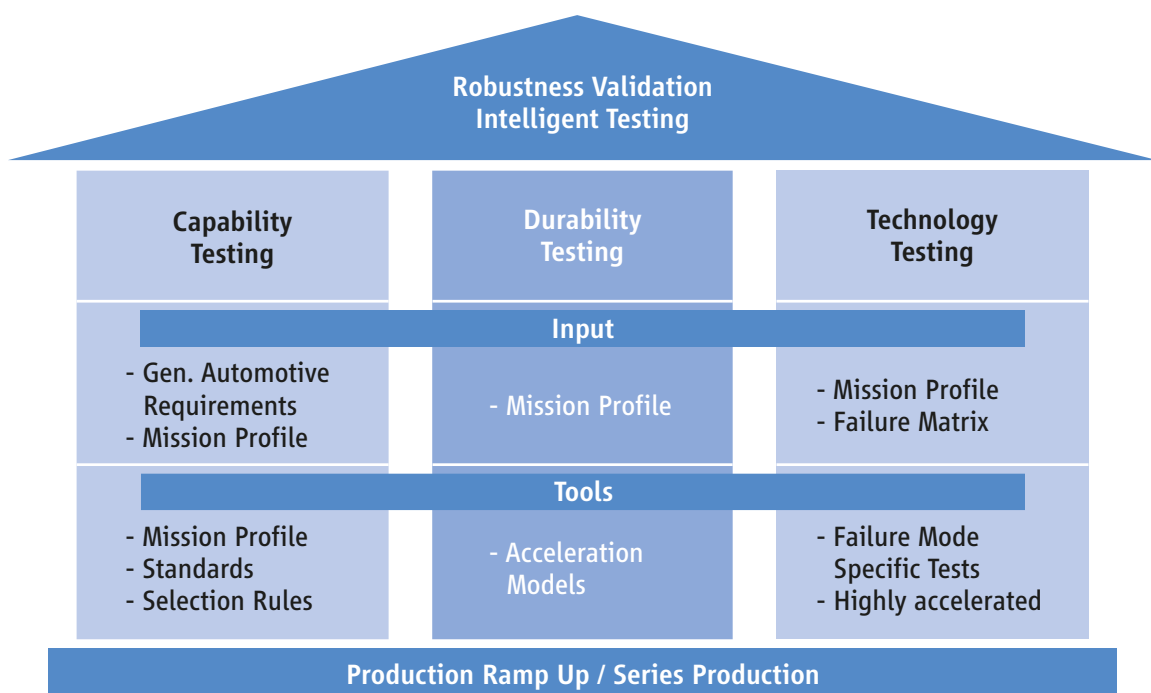 Robustness Validation
Intelligent Testing
Capability
Testing
Durability
Testing
Technology
Testing
Input
- Gen. Automotive
Requirements
- Mission Profile
- Mission Profile
- Mission Profile
- Failure Matrix
Tools
- Mission Profile
- Standards
- Selection Rules
- Acceleration
Models
- Failure Mode
Specific Tests
- Highly accelerated
Production Ramp Up / Series Production